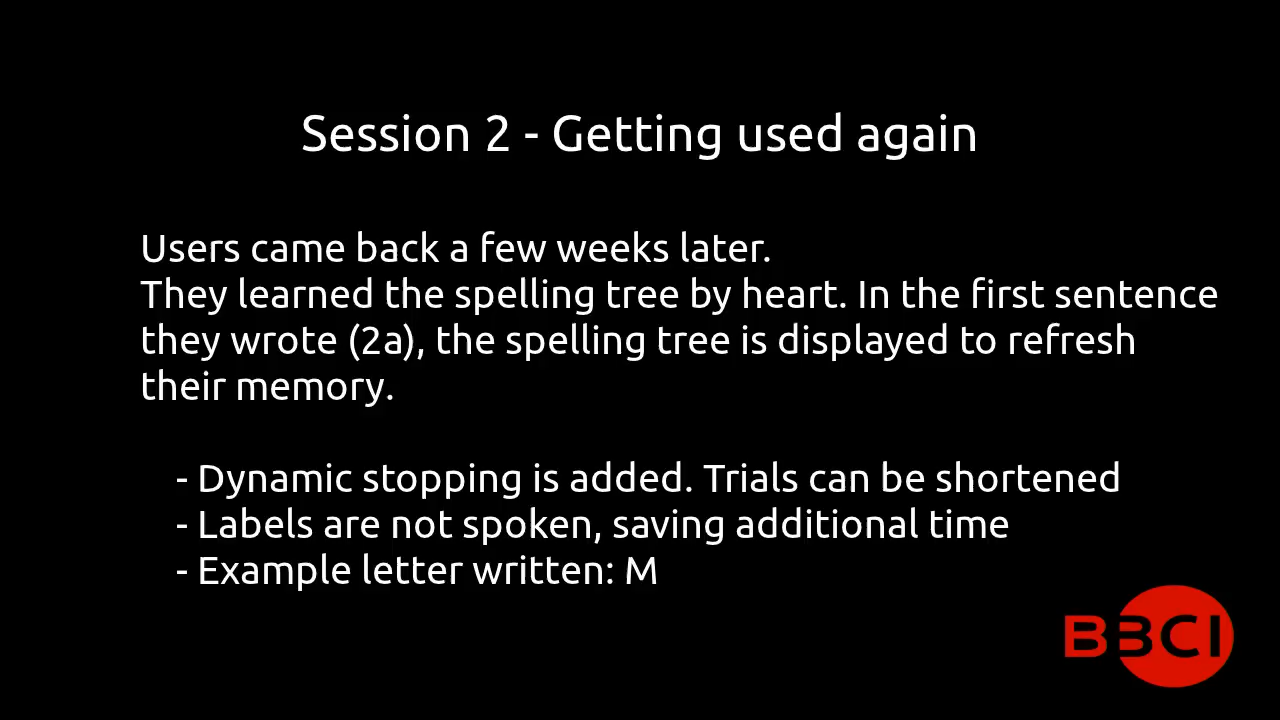 Session 2 - Getting used again
Users came back a few weeks later.
They learned the spelling tree by heart. In the first sentence
they wrote (2a), the spelling tree is displayed to refresh
their memory.
- Dynamic stopping is added. Trials can be shortened
- Labels are not spoken, saving additional time
- Example letter written: M
BBCI